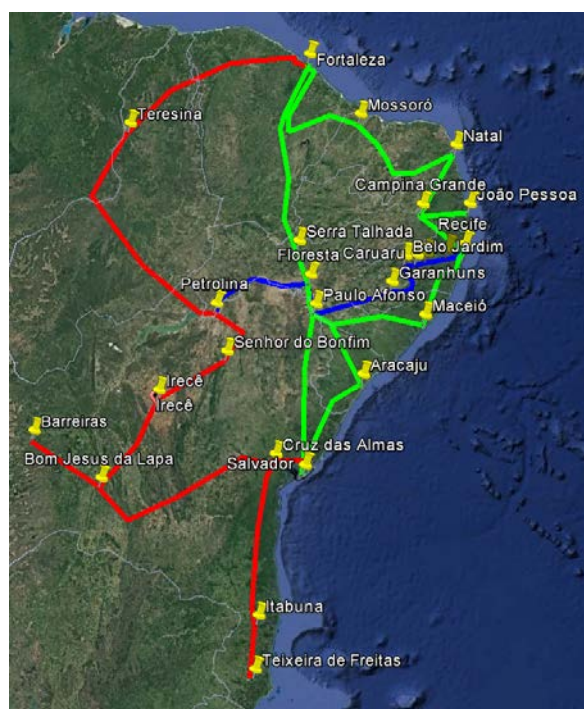 Fortaleza
Mossoró
Teresina
Natal
Campina Grande
João Pessoa
Recife
Serra Talhada
Caruaru
Belo Jardim
Floresta
Garanhuns
Petrolina
Paulo Afonso
Maceió
Senhor do Bonfim
Aracaju
Irecê
Irecê
Barreiras
Cruz das Almas
Bom Jesus da Lapa
Salvador
Itabuna
Teixeira de Freitas